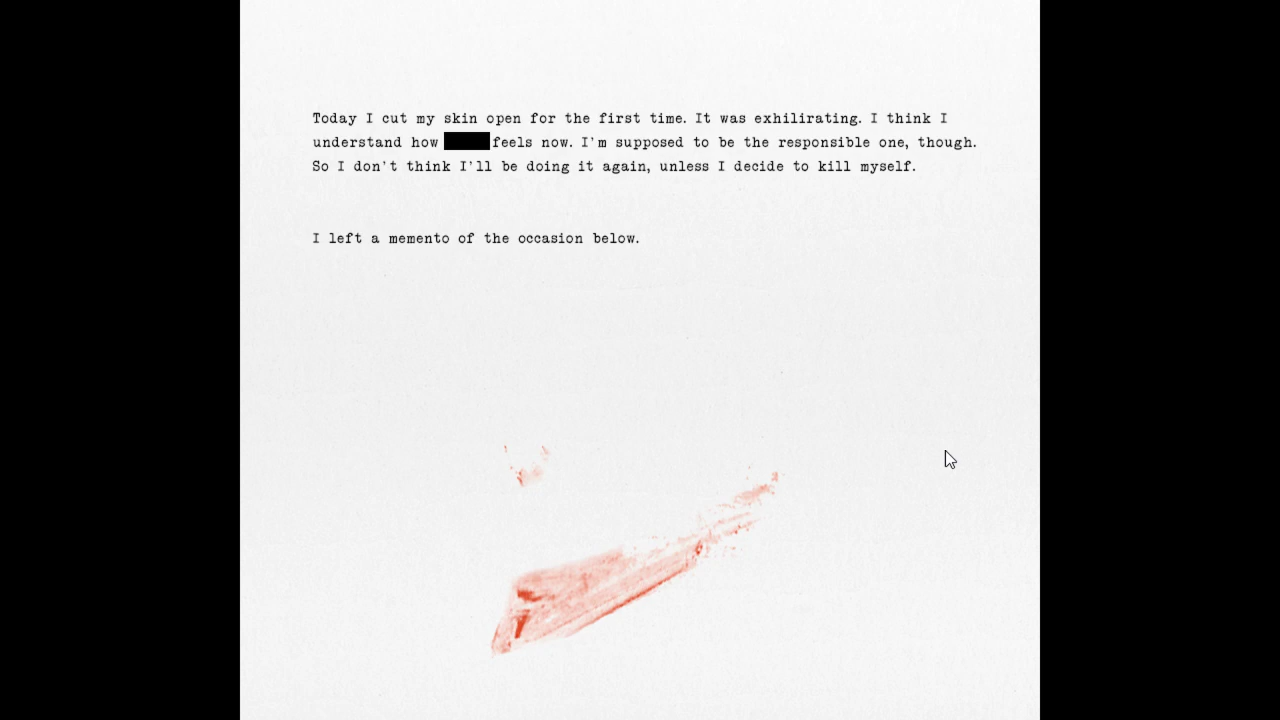 Today I cut my skin open for the first time. It was exhilirating. I think I
understand how feels now. I'm supposed to be the responsible one, though.
So I don't think I'll be doing it again, unless I decide to kill myself.
I left a memento of the occasion below.